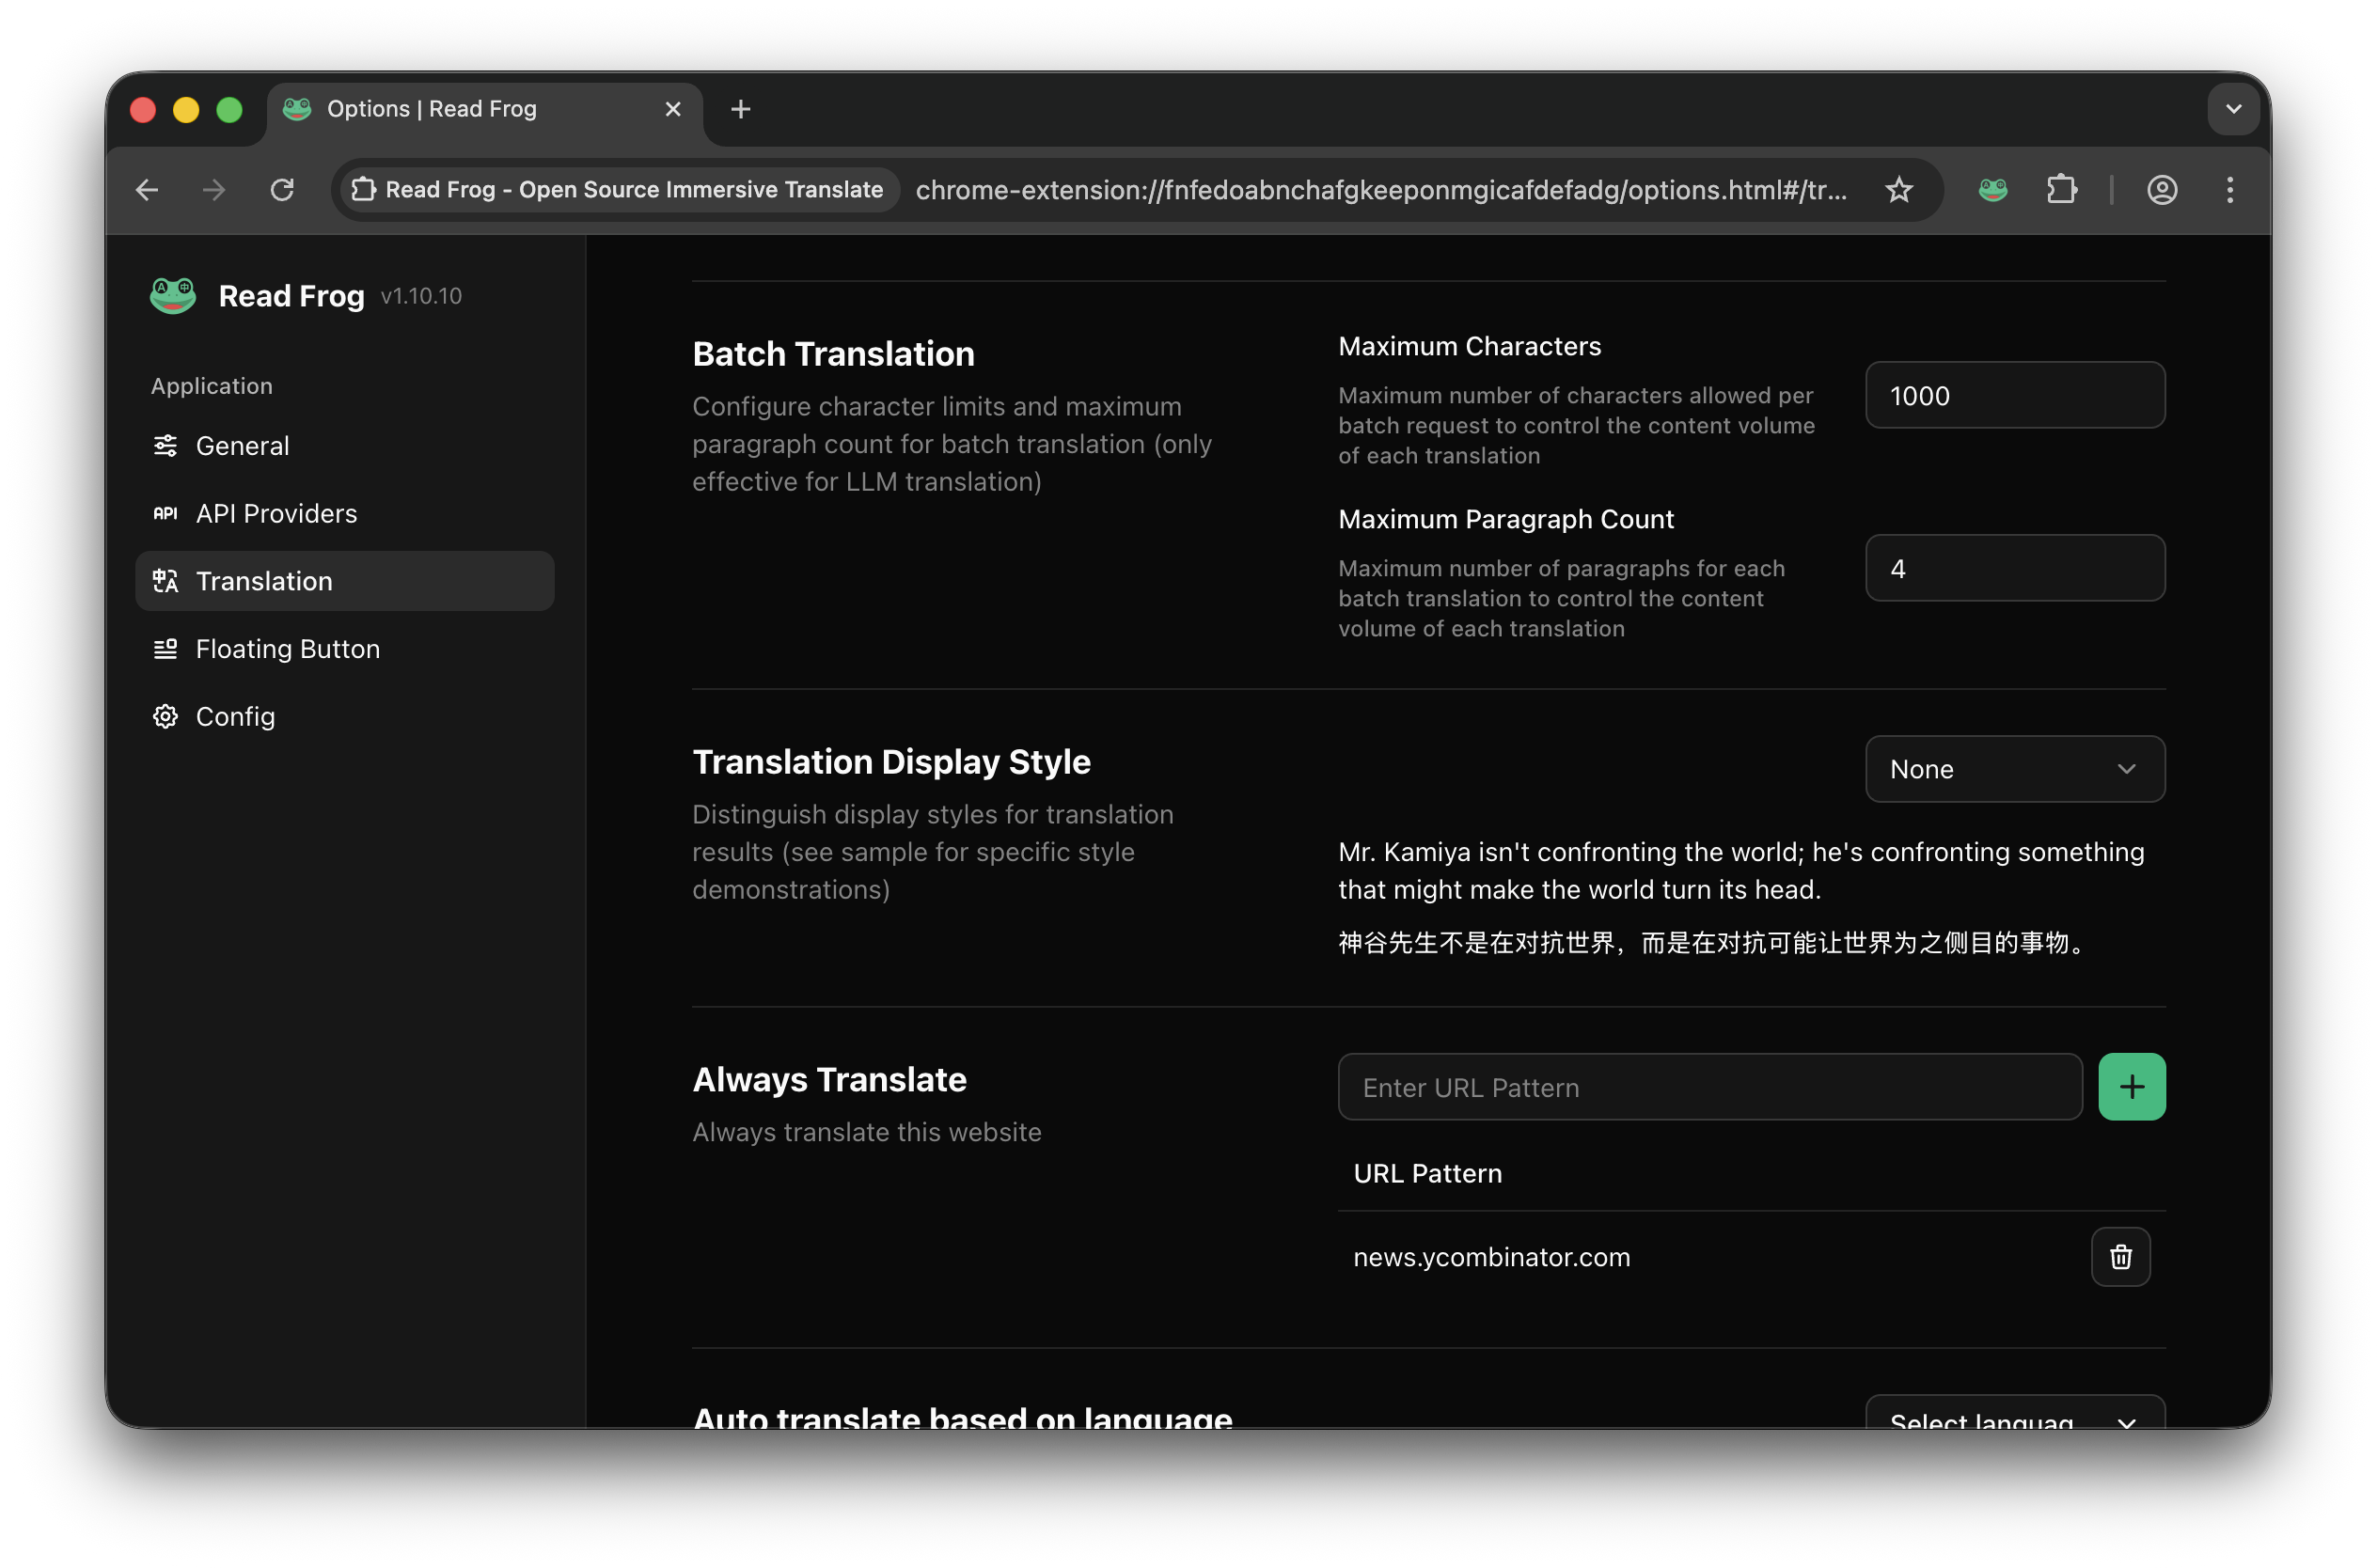 Options | Read Frog
Read Frog - Open Source Immersive Translate
chrome-extension://fnfedoabnchafgkeeponmgicafdefadg/options.html#/tr...
Read Frog v1.10.10
Application
General
API Providers
Translation
Floating Button
Config
Batch Translation
Configure character limits and maximum
paragraph count for batch translation (only
effective for LLM translation)
Maximum Characters
Maximum number of characters allowed per
batch request to control the content volume
of each translation
1000
Maximum Paragraph Count
Maximum number of paragraphs for each
batch translation to control the content
volume of each translation
4
Translation Display Style
Distinguish display styles for translation
results (see sample for specific style
demonstrations)
None
Mr. Kamiya isn't confronting the world; he's confronting something
that might make the world turn its head.
神谷先生不是在对抗世界，而是在对抗可能让世界为之侧目的事物。
Always Translate
Always translate this website
Enter URL Pattern
URL Pattern
news.ycombinator.com
Auto translate based on language
Select languag